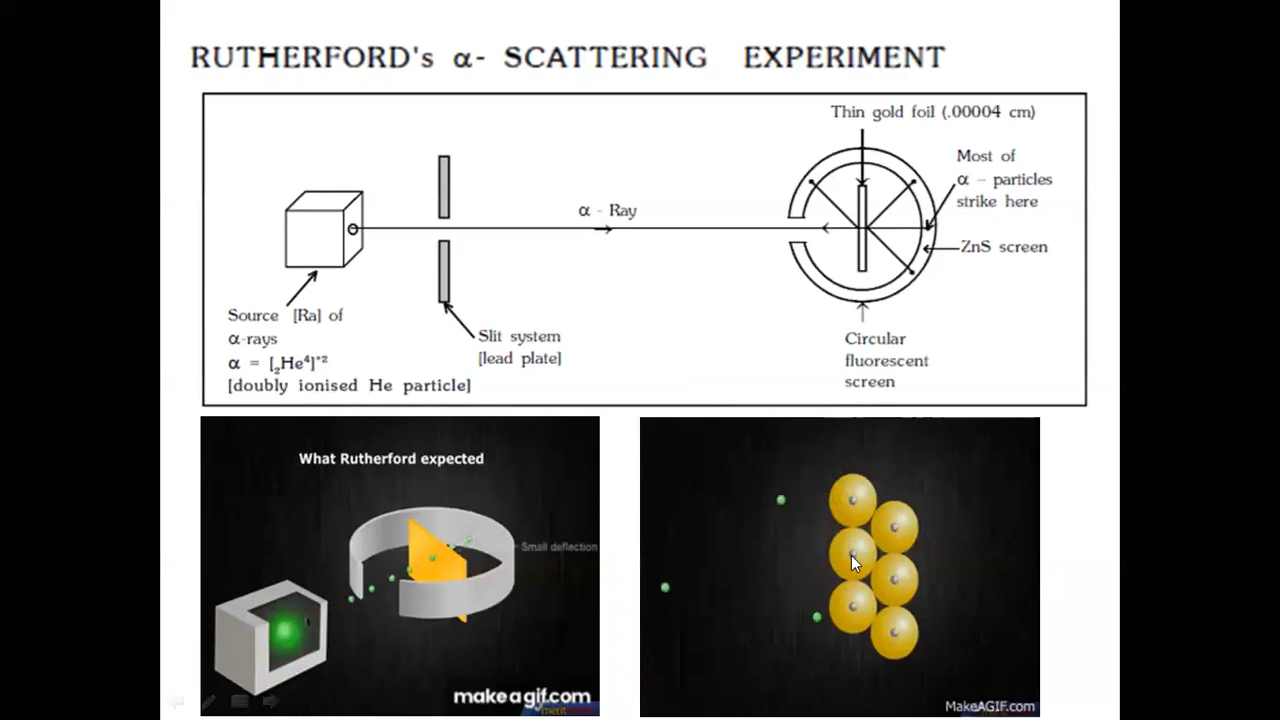 RUTHERFORD's α- SCATTERING EXPERIMENT
Thin gold foil (.00004 cm)
Most of
α – particles
strike here
ZnS screen
α - Ray
Source [Ra] of
α-rays
α = [₂He⁴]⁺²
[doubly ionised He particle]
Slit system
[lead plate]
Circular
fluorescent
screen
What Rutherford expected
Small deflection
makeagif.com
MakeAGIF.com